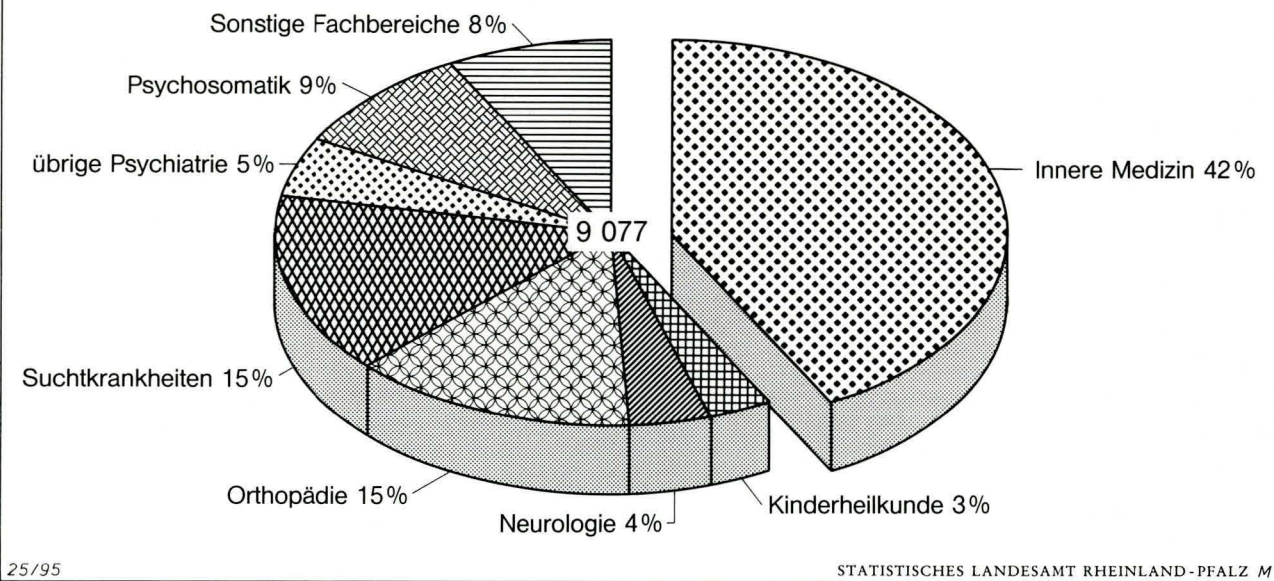 Sonstige Fachbereiche 8%
Psychosomatik 9%
übrige Psychiatrie 5%
Innere Medizin 42%
9 077
Suchtkrankheiten 15%
Orthopädie 15%
Neurologie 4%
Kinderheilkunde 3%
25/95
STATISTISCHES LANDESAMT RHEINLAND-PFALZ M